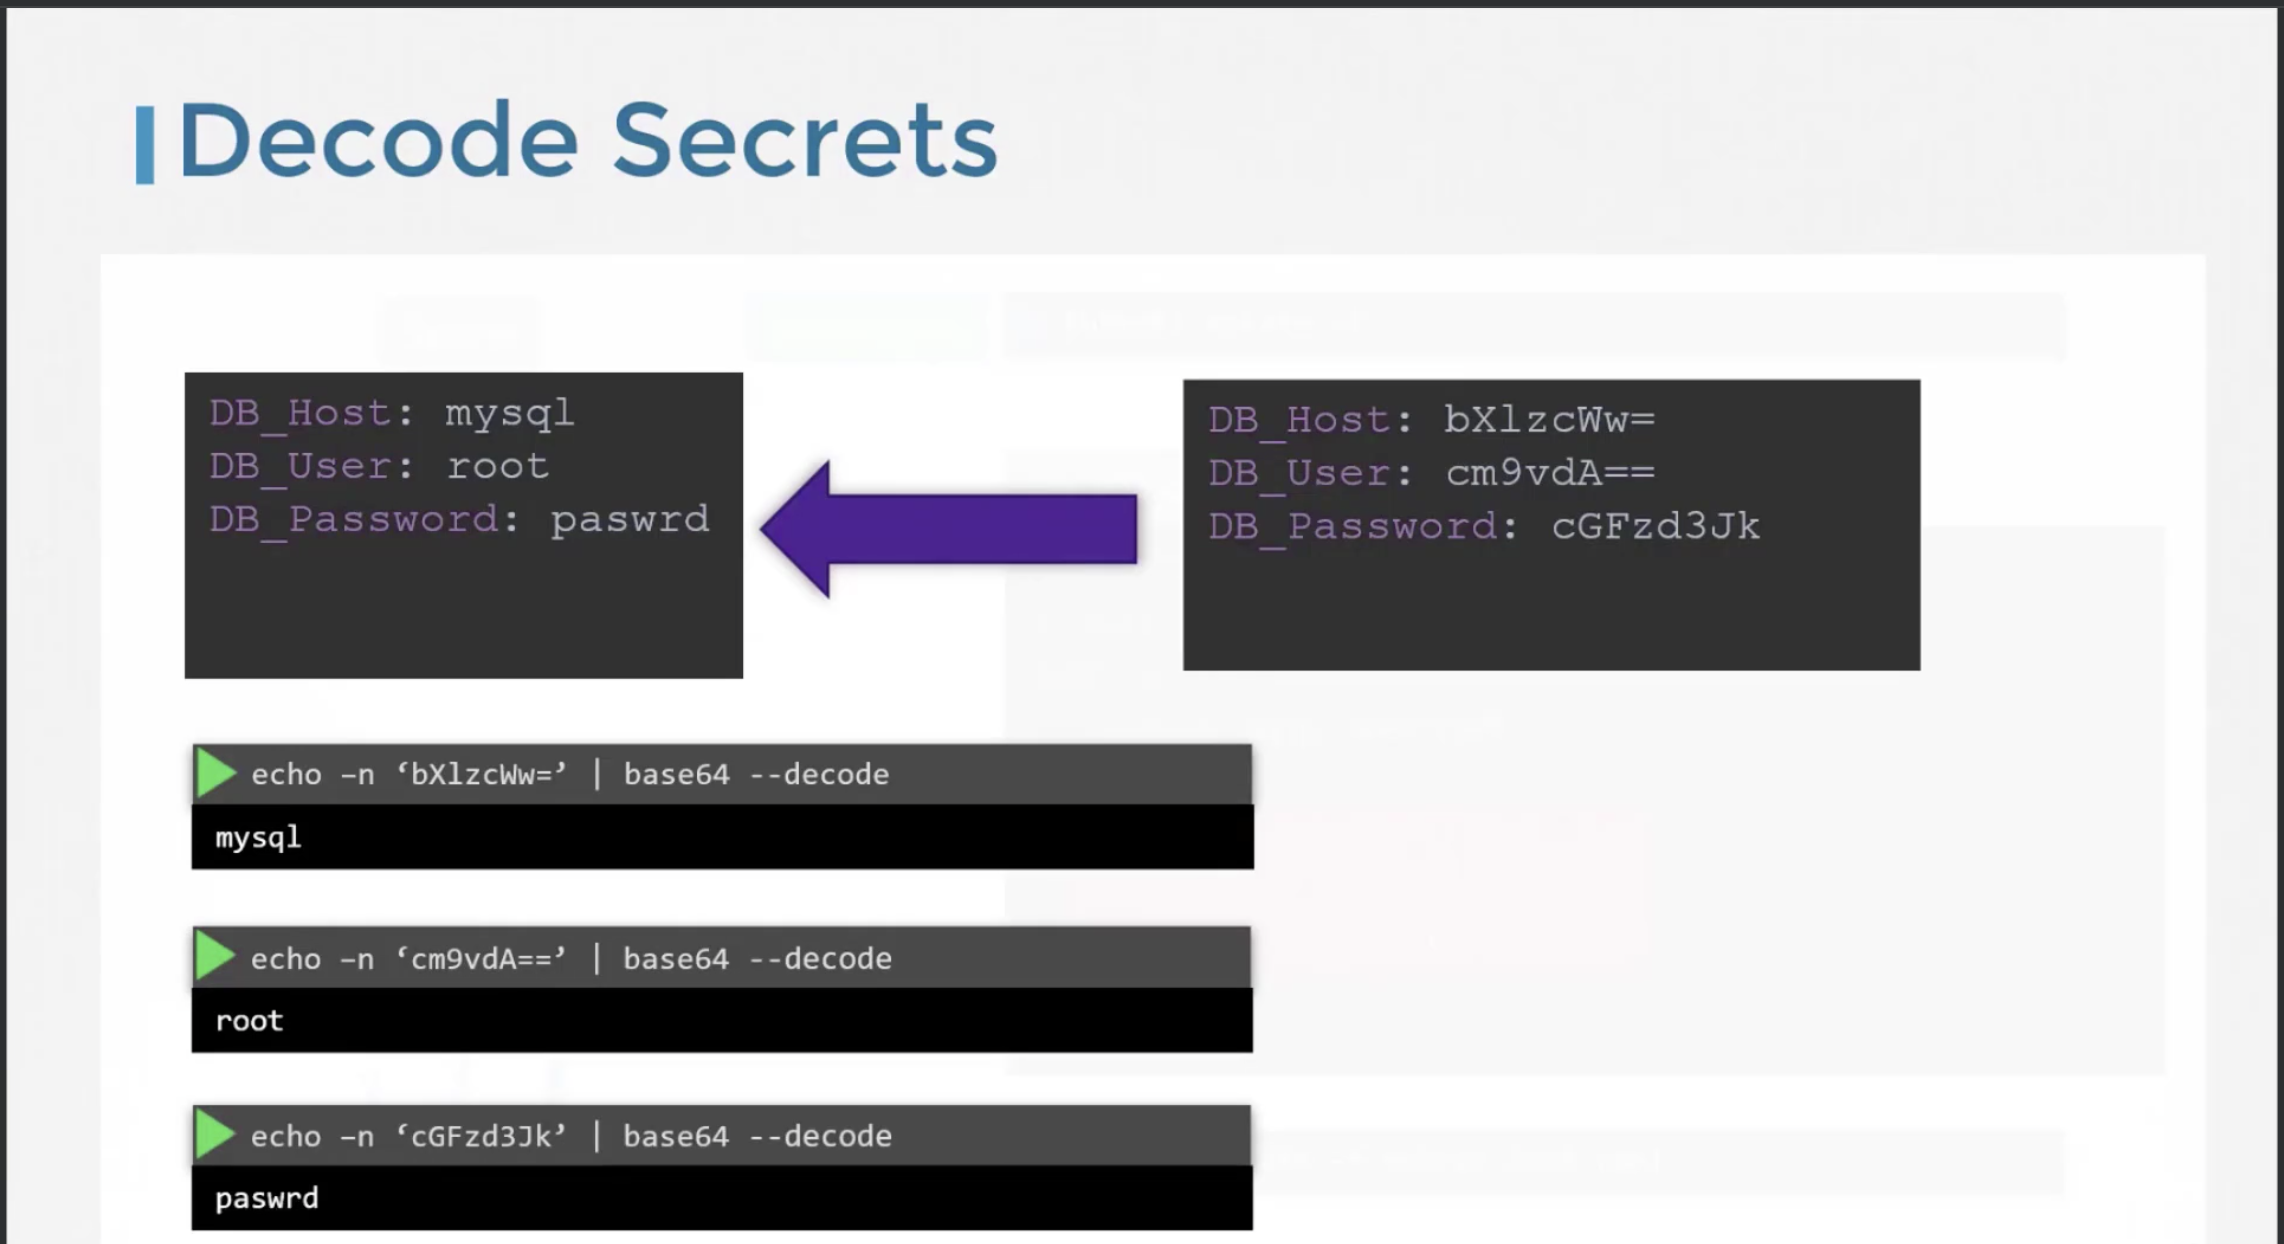 Decode Secrets
DB_Host: mysql
DB_User: root
DB_Password: paswrd
DB_Host: bXlzcWw=
DB_User: cm9vdA==
DB_Password: cGFzd3Jk
echo –n ‘bXlzcWw=’ | base64 --decode
mysql
echo –n ‘cm9vdA==’ | base64 --decode
root
echo –n ‘cGFzd3Jk’ | base64 --decode
paswrd